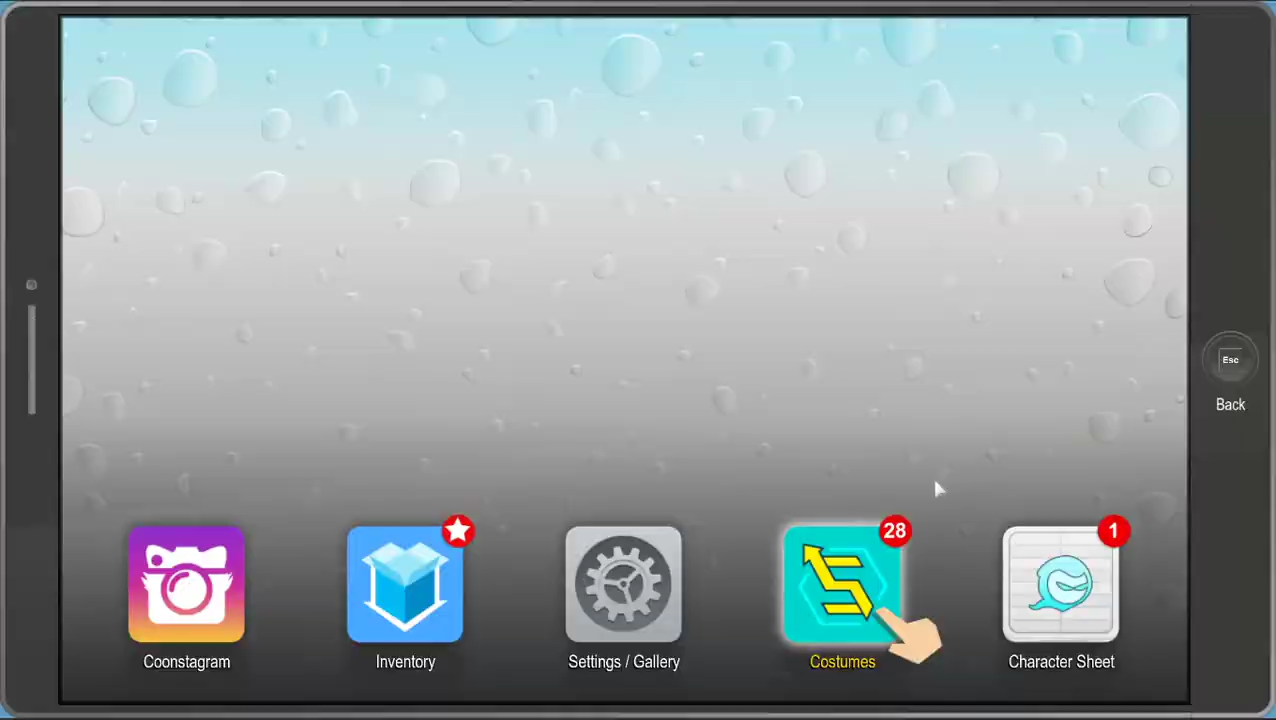 Esc
Back
28
1
Coonstagram
Inventory
Settings / Gallery
Costumes
Character Sheet